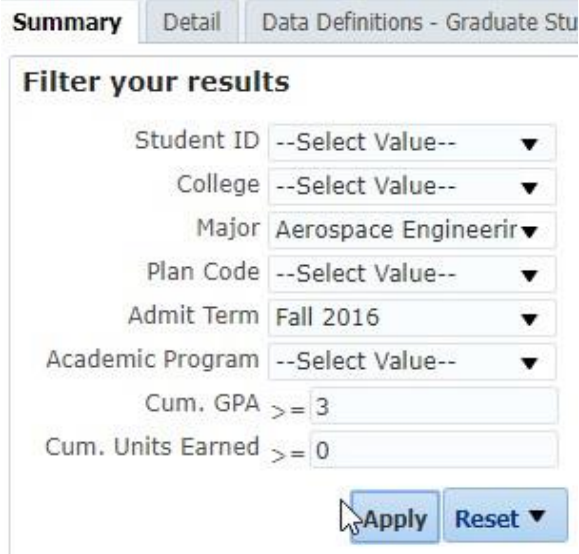 Summary Detail Data Definitions - Graduate Stu
Filter your results
Student ID --Select Value--
College --Select Value--
Major Aerospace Engineerin
Plan Code --Select Value--
Admit Term Fall 2016
Academic Program --Select Value--
Cum. GPA >= 3
Cum. Units Earned >= 0
Apply Reset